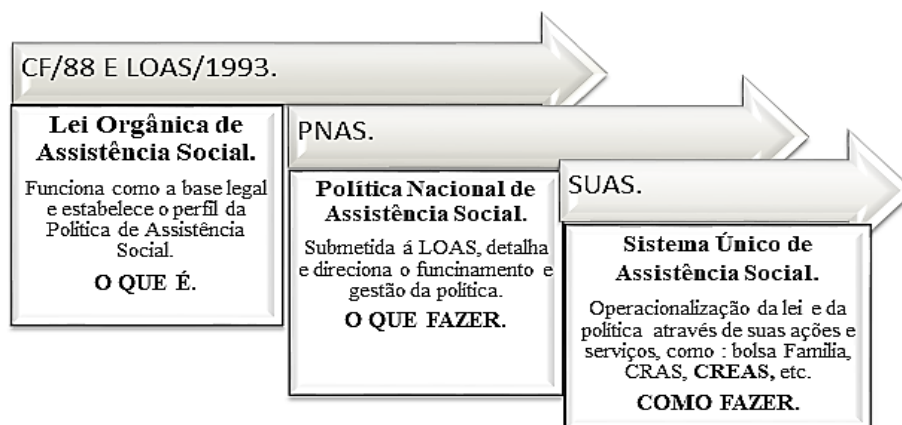 CF/88 E LOAS/1993.
Lei Orgânica de
Assistência Social.
Funciona como a base legal
e estabelece o perfil da
Política de Assistência
Social.
O QUE É.
PNAS.
Política Nacional de
Assistência Social.
Submetida á LOAS, detalha
e direciona o funcinamento e
gestão da política.
O QUE FAZER.
SUAS.
Sistema Único de
Assistência Social.
Operacionalização da lei e da
política através de suas ações e
serviços, como : bolsa Família,
CRAS, CREAS, etc.
COMO FAZER.